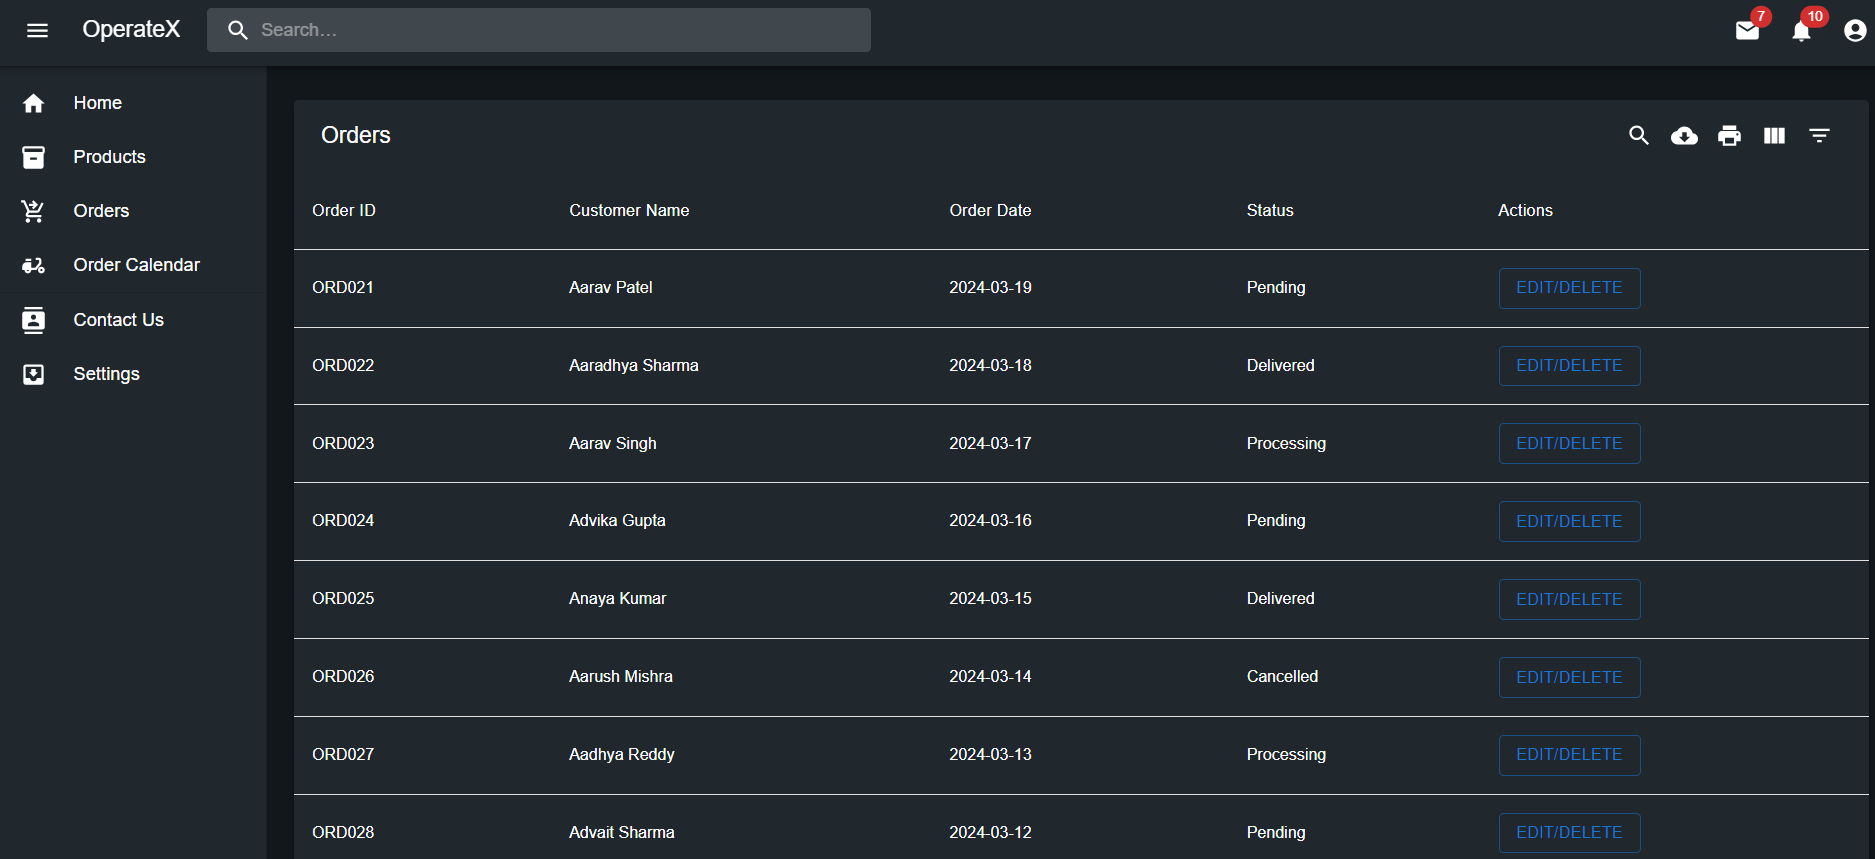 OperateX Search… 7 10
Home
Products
Orders
Order Calendar
Contact Us
Settings
Orders
Order ID Customer Name Order Date Status Actions
ORD021 Aarav Patel 2024-03-19 Pending EDIT/DELETE
ORD022 Aaradhya Sharma 2024-03-18 Delivered EDIT/DELETE
ORD023 Aarav Singh 2024-03-17 Processing EDIT/DELETE
ORD024 Advika Gupta 2024-03-16 Pending EDIT/DELETE
ORD025 Anaya Kumar 2024-03-15 Delivered EDIT/DELETE
ORD026 Aarush Mishra 2024-03-14 Cancelled EDIT/DELETE
ORD027 Aadhya Reddy 2024-03-13 Processing EDIT/DELETE
ORD028 Advait Sharma 2024-03-12 Pending EDIT/DELETE